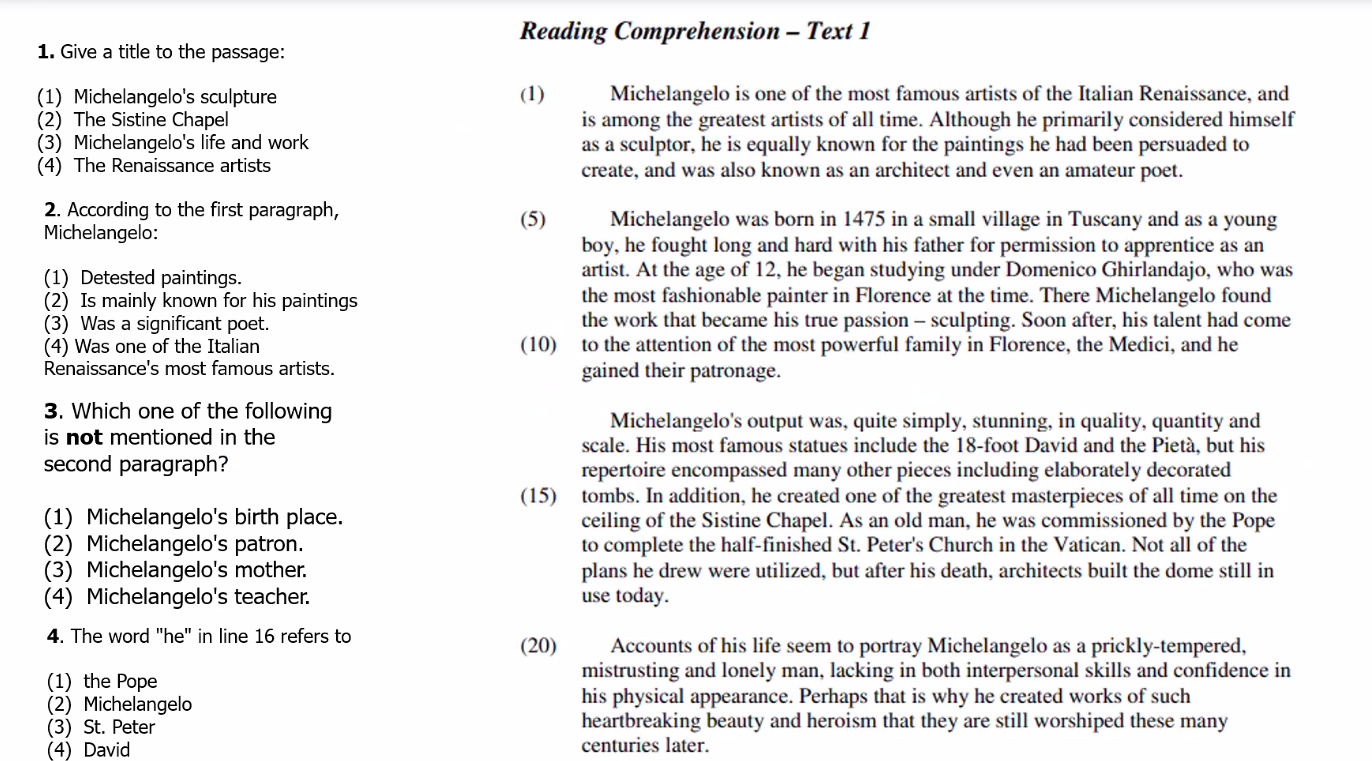 1. Give a title to the passage:
(1) Michelangelo's sculpture
(2) The Sistine Chapel
(3) Michelangelo's life and work
(4) The Renaissance artists
2. According to the first paragraph,
Michelangelo:
(1) Detested paintings.
(2) Is mainly known for his paintings
(3) Was a significant poet.
(4) Was one of the Italian
Renaissance's most famous artists.
3. Which one of the following
is not mentioned in the
second paragraph?
(1) Michelangelo's birth place.
(2) Michelangelo's patron.
(3) Michelangelo's mother.
(4) Michelangelo's teacher.
4. The word "he" in line 16 refers to
(1) the Pope
(2) Michelangelo
(3) St. Peter
(4) David
Reading Comprehension – Text 1
(1) Michelangelo is one of the most famous artists of the Italian Renaissance, and
is among the greatest artists of all time. Although he primarily considered himself
as a sculptor, he is equally known for the paintings he had been persuaded to
create, and was also known as an architect and even an amateur poet.
(5) Michelangelo was born in 1475 in a small village in Tuscany and as a young
boy, he fought long and hard with his father for permission to apprentice as an
artist. At the age of 12, he began studying under Domenico Ghirlandajo, who was
the most fashionable painter in Florence at the time. There Michelangelo found
the work that became his true passion – sculpting. Soon after, his talent had come
(10) to the attention of the most powerful family in Florence, the Medici, and he
gained their patronage.
Michelangelo's output was, quite simply, stunning, in quality, quantity and
scale. His most famous statues include the 18-foot David and the Pietà, but his
repertoire encompassed many other pieces including elaborately decorated
(15) tombs. In addition, he created one of the greatest masterpieces of all time on the
ceiling of the Sistine Chapel. As an old man, he was commissioned by the Pope
to complete the half-finished St. Peter's Church in the Vatican. Not all of the
plans he drew were utilized, but after his death, architects built the dome still in
use today.
(20) Accounts of his life seem to portray Michelangelo as a prickly-tempered,
mistrusting and lonely man, lacking in both interpersonal skills and confidence in
his physical appearance. Perhaps that is why he created works of such
heartbreaking beauty and heroism that they are still worshiped these many
centuries later.